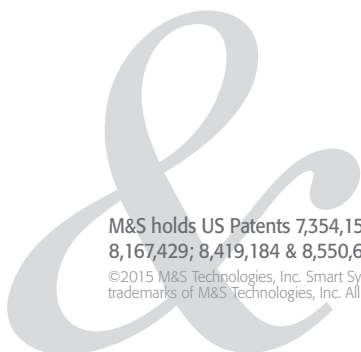 &
M&S holds US Patents 7,354,15
8,167,429; 8,419,184 & 8,550,6
©2015 M&S Technologies, Inc. Smart Sy
trademarks of M&S Technologies, Inc. All